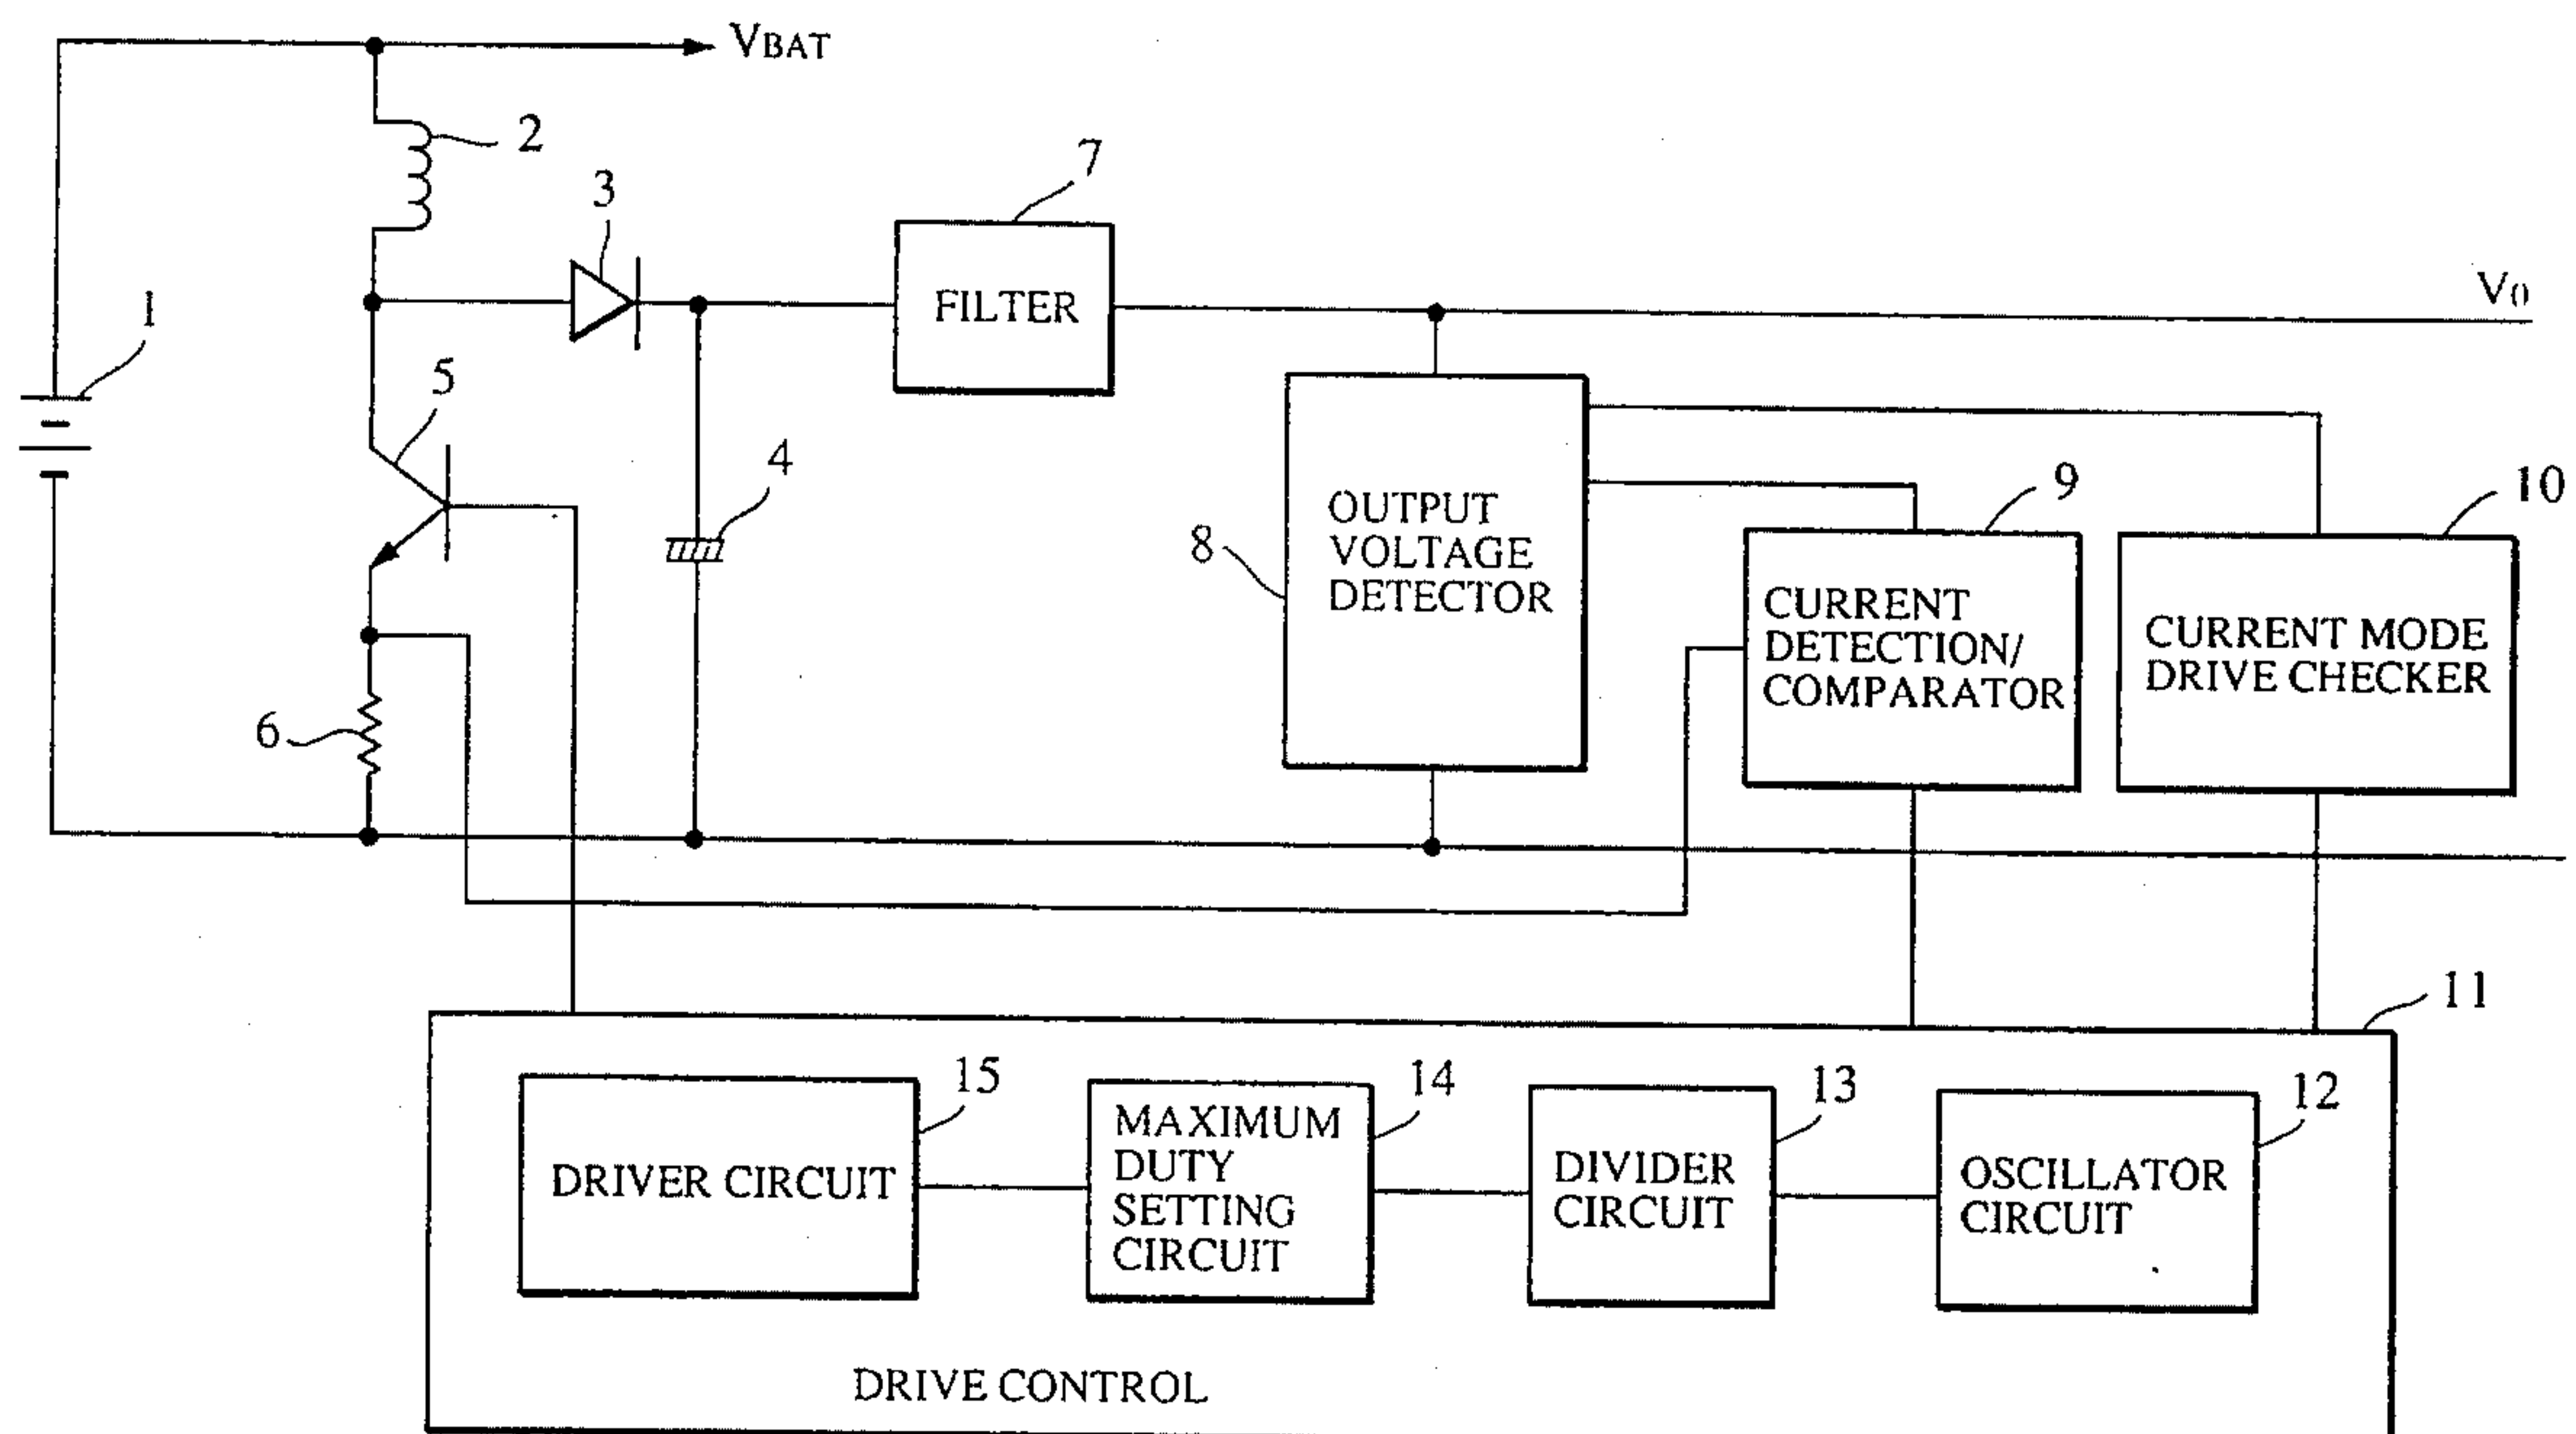 VBAT
2
7
3
FILTER
V0
1
5
4
OUTPUT
VOLTAGE
DETECTOR
8
9
10
CURRENT
DETECTION/
COMPARATOR
CURRENT MODE
DRIVE CHECKER
6
11
15
DRIVER CIRCUIT
14
MAXIMUM
DUTY
SETTING
CIRCUIT
13
DIVIDER
CIRCUIT
12
OSCILLATOR
CIRCUIT
DRIVE CONTROL